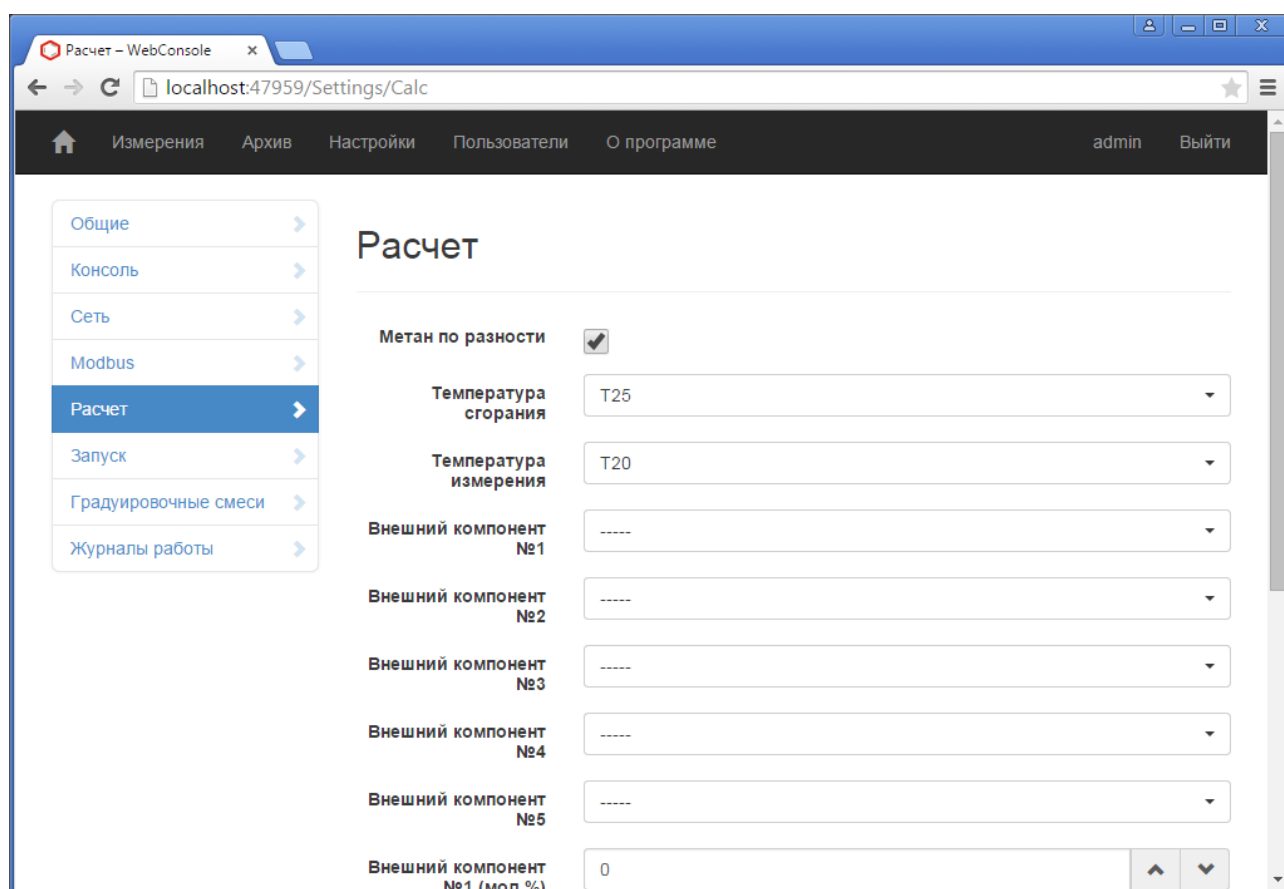 Расчет – WebConsole
localhost:47959/Settings/Calc
Измерения Архив Настройки Пользователи О программе admin Выйти
Общие
Консоль
Сеть
Modbus
Расчет
Запуск
Градуировочные смеси
Журналы работы
Расчет
Метан по разности
Температура
сгорания
T25
Температура
измерения
T20
Внешний компонент
№1
-----
Внешний компонент
№2
-----
Внешний компонент
№3
-----
Внешний компонент
№4
-----
Внешний компонент
№5
-----
Внешний компонент
№1 (мол.%)
0